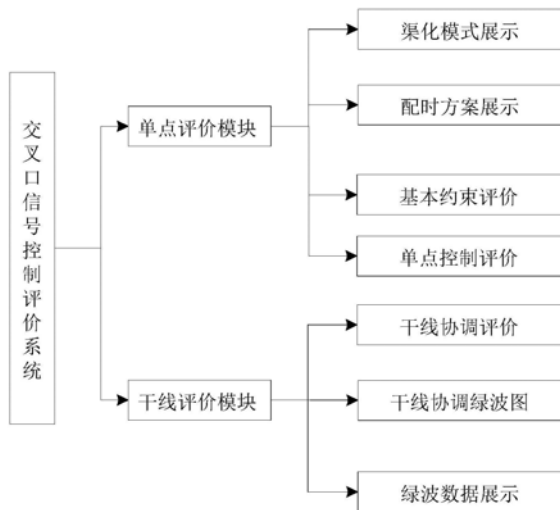 交叉口信号控制评价系统
单点评价模块
渠化模式展示
配时方案展示
基本约束评价
单点控制评价
干线评价模块
干线协调评价
干线协调绿波图
绿波数据展示